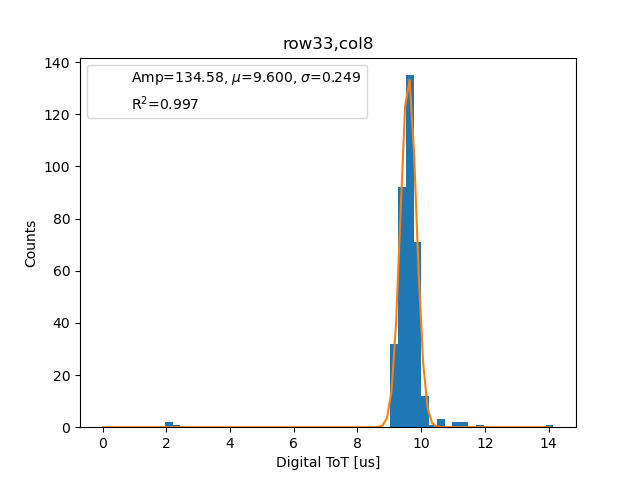 row33,col8
Amp=134.58, μ=9.600, σ=0.249
R²=0.997
140
120
100
80
60
40
20
0
Counts
0 2 4 6 8 10 12 14
Digital ToT [us]